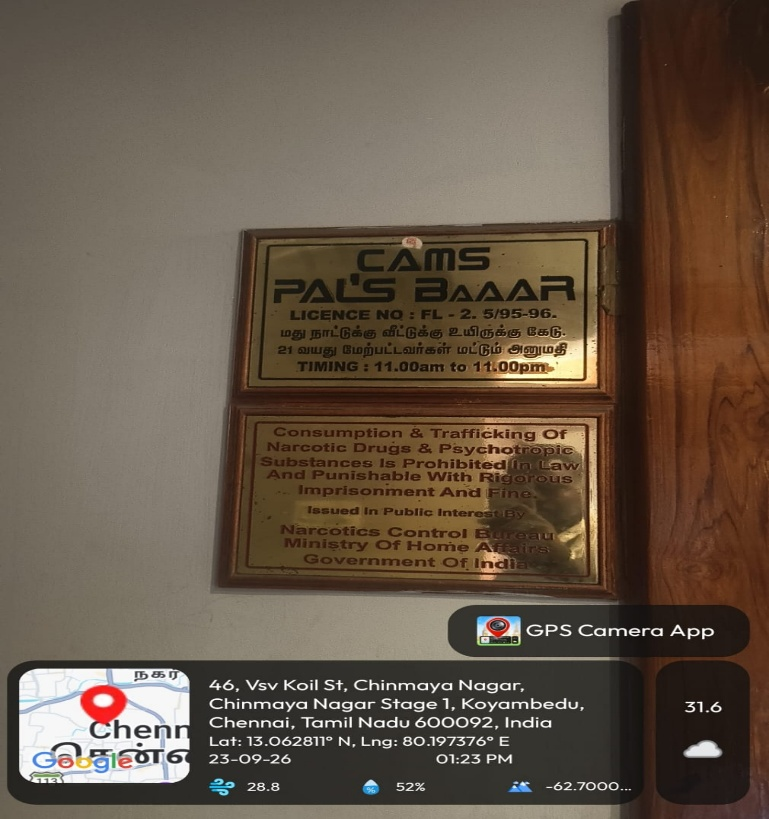 CAMS
PAL'S BAAAR
LICENCE NO : FL - 2. 5/95-96.
மது நாட்டுக்கு வீட்டுக்கு உயிருக்கு கேடு.
21 வயது மேற்பட்டவர்கள் மட்டும் அனுமதி
TIMING : 11.00am to 11.00pm
Consumption & Trafficking Of
Narcotic Drugs & Psychotropic
Substances Is Prohibited In Law
And Punishable With Rigorous
Imprisonment And Fine.
Issued In Public Interest By
Narcotics Control Bureau
Ministry Of Home Affairs
Government Of India
GPS Camera App
நகர்
Chenn
சென்னை
Google
113
46, Vsv Koil St, Chinmaya Nagar,
Chinmaya Nagar Stage 1, Koyambedu,
Chennai, Tamil Nadu 600092, India
Lat: 13.062811° N, Lng: 80.197376° E
23-09-26 01:23 PM
28.8 52% -62.7000...
31.6